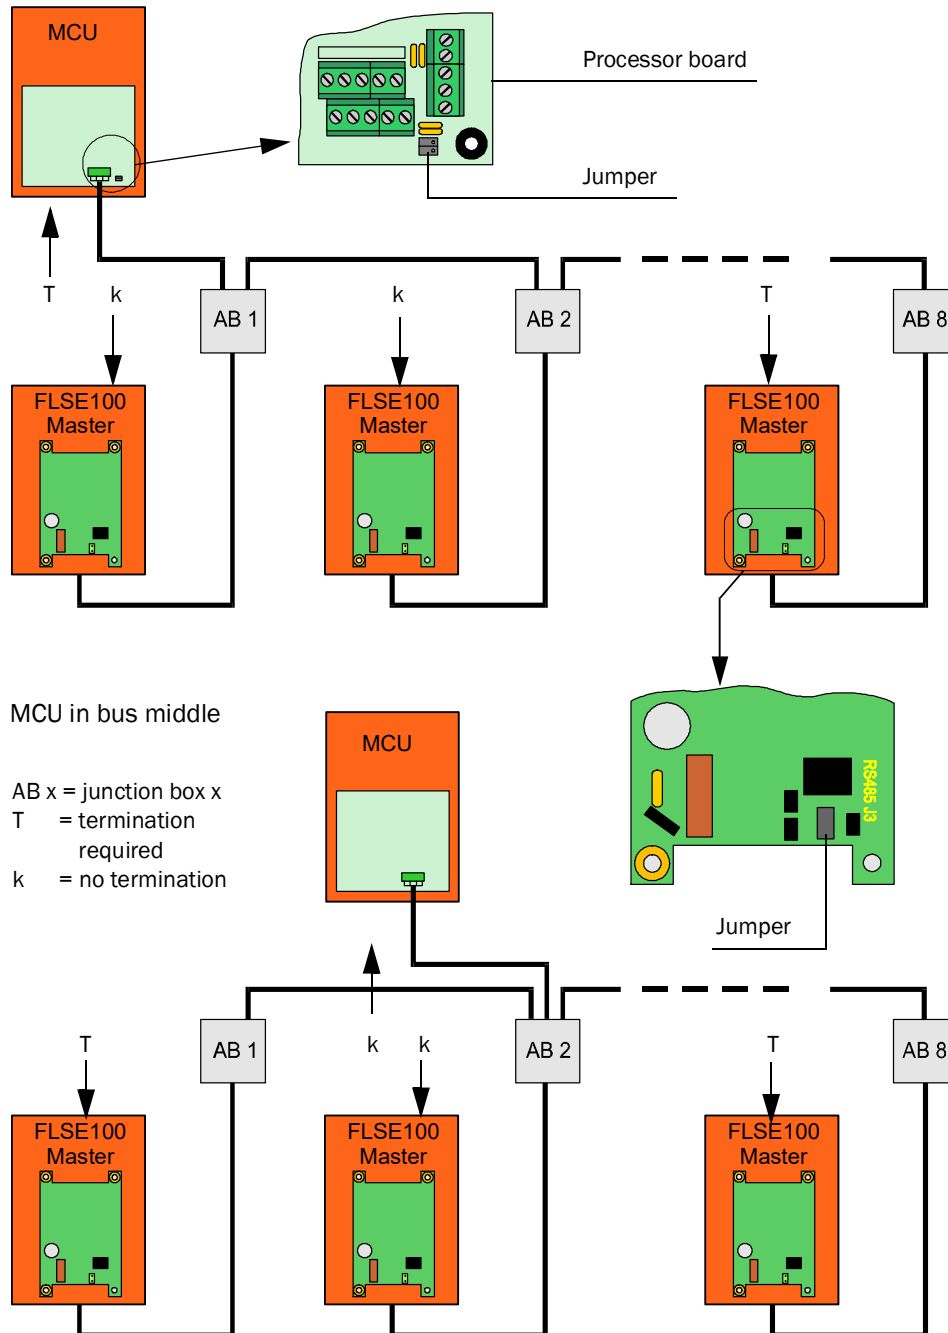 MCU
Processor board
Jumper
T
k
k
T
AB 1
AB 2
AB 8
FLSE100
Master
FLSE100
Master
FLSE100
Master
MCU in bus middle
MCU
RS485 J3
AB x = junction box x
T = termination
required
k = no termination
Jumper
T
k
k
T
AB 1
AB 2
AB 8
FLSE100
Master
FLSE100
Master
FLSE100
Master